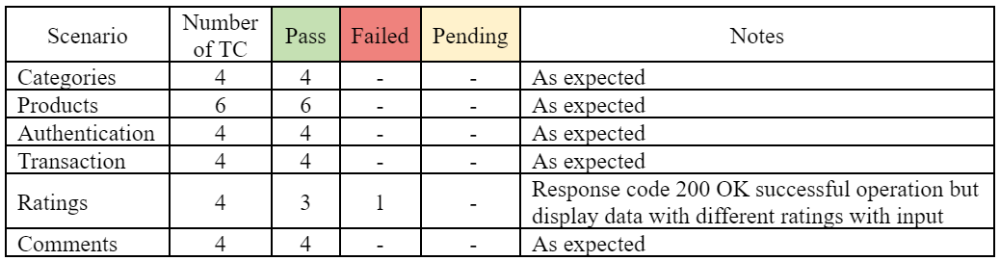 Scenario Number of TC Pass Failed Pending Notes
Categories 4 4 - - As expected
Products 6 6 - - As expected
Authentication 4 4 - - As expected
Transaction 4 4 - - As expected
Ratings 4 3 1 - Response code 200 OK successful operation but
display data with different ratings with input
Comments 4 4 - - As expected